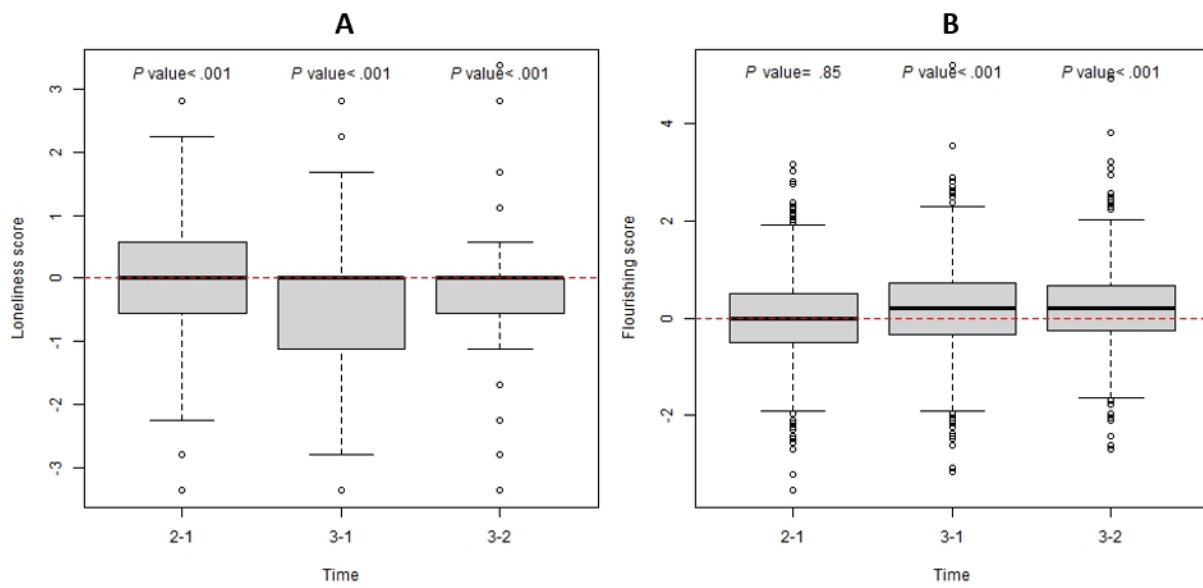 A
P value< .001 P value< .001 P value< .001
Loneliness score
3
2
1
0
-1
-2
-3
2-1 3-1 3-2
Time
B
P value= .85 P value< .001 P value< .001
Flourishing score
4
2
0
-2
2-1 3-1 3-2
Time